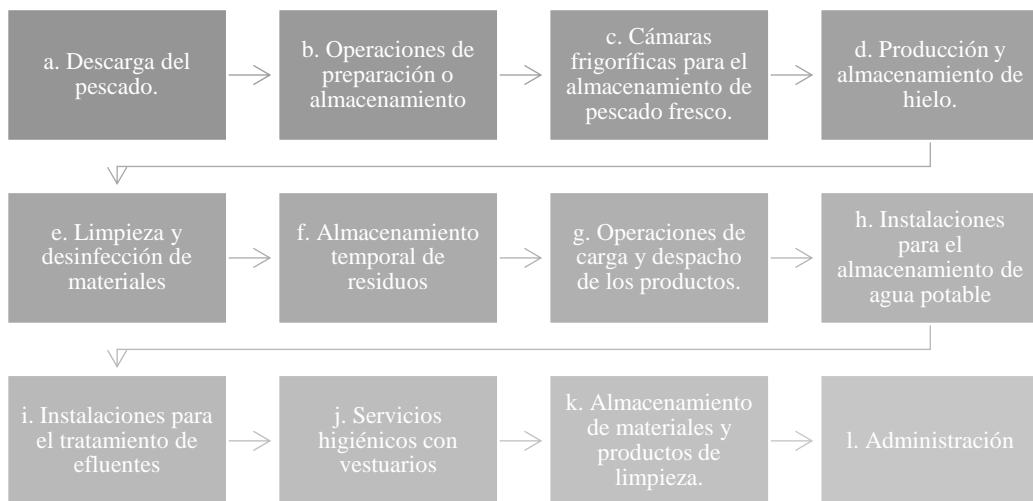 a. Descarga del
pescado.
b. Operaciones de
preparación o
almacenamiento
c. Cámaras
frigoríficas para el
almacenamiento de
pescado fresco.
d. Producción y
almacenamiento de
hielo.
e. Limpieza y
desinfección de
materiales
f. Almacenamiento
temporal de
residuos
g. Operaciones de
carga y despacho
de los productos.
h. Instalaciones
para el
almacenamiento de
agua potable
i. Instalaciones para
el tratamiento de
efluentes
j. Servicios
higiénicos con
vestuarios
k. Almacenamiento
de materiales y
productos de
limpieza.
l. Administración